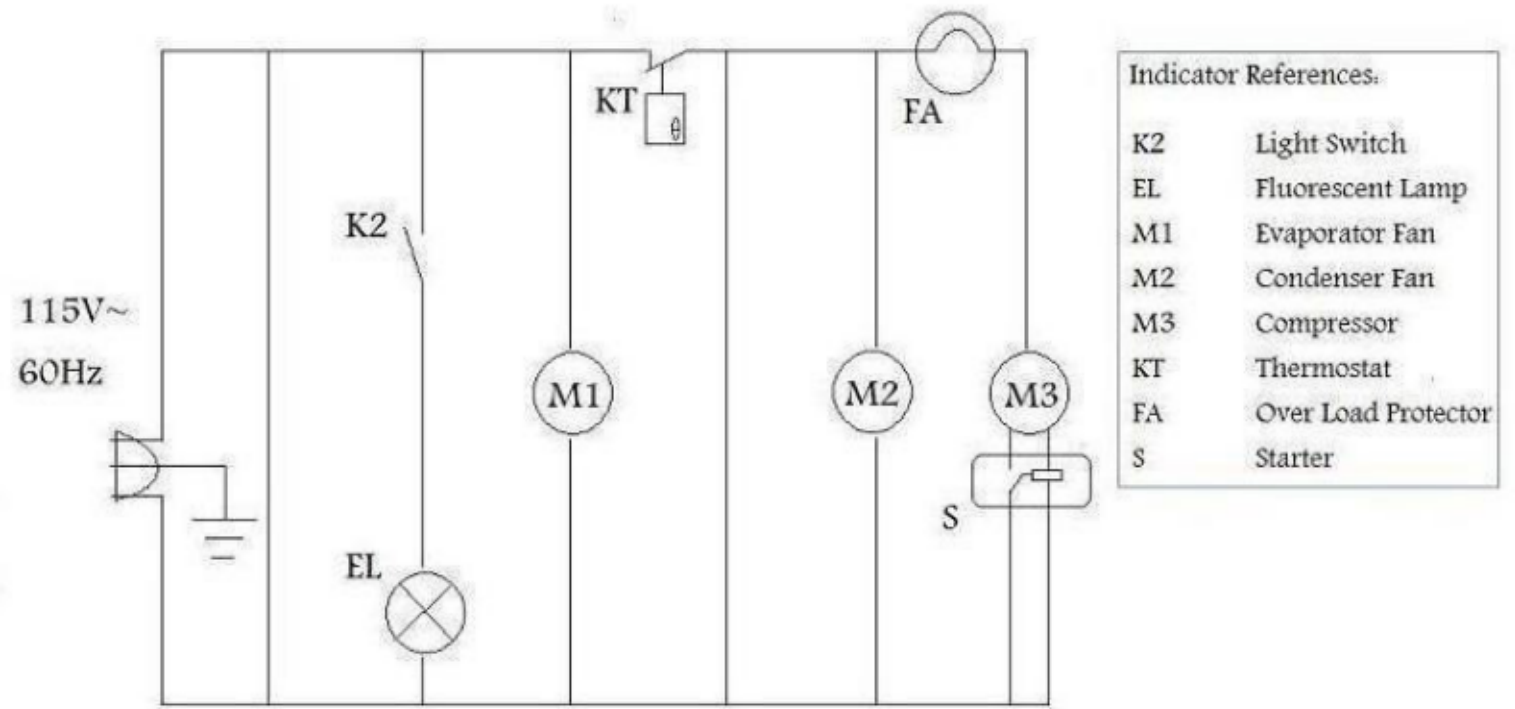 KT
FA
K2
115V~
60Hz
M1
M2
M3
S
EL
Indicator References:
K2 Light Switch
EL Fluorescent Lamp
M1 Evaporator Fan
M2 Condenser Fan
M3 Compressor
KT Thermostat
FA Over Load Protector
S Starter